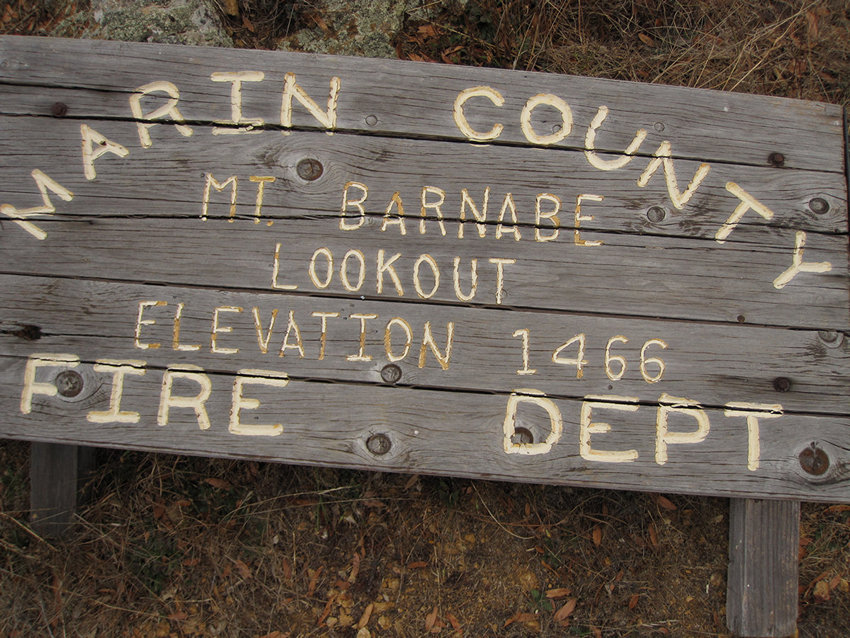 MARIN COUNTY
MT. BARNABE
LOOKOUT
ELEVATION 1466
FIRE DEPT